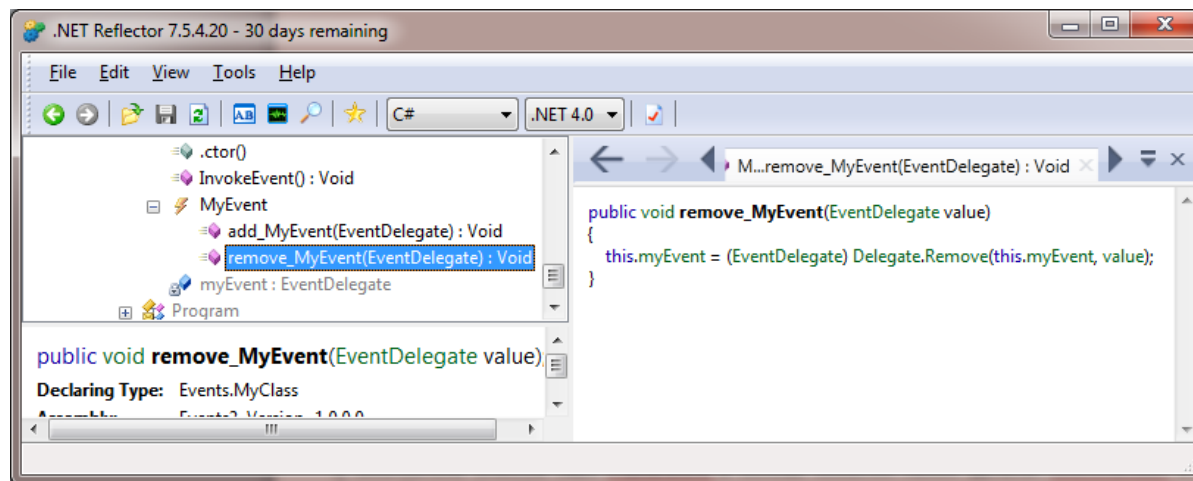 .NET Reflector 7.5.4.20 - 30 days remaining
File Edit View Tools Help
C# .NET 4.0
.ctor()
InvokeEvent() : Void
MyEvent
add_MyEvent(EventDelegate) : Void
remove_MyEvent(EventDelegate) : Void
myEvent : EventDelegate
Program
public void remove_MyEvent(EventDelegate value)
Declaring Type: Events.MyClass
M...remove_MyEvent(EventDelegate) : Void
public void remove_MyEvent(EventDelegate value)
{
this.myEvent = (EventDelegate) Delegate.Remove(this.myEvent, value);
}